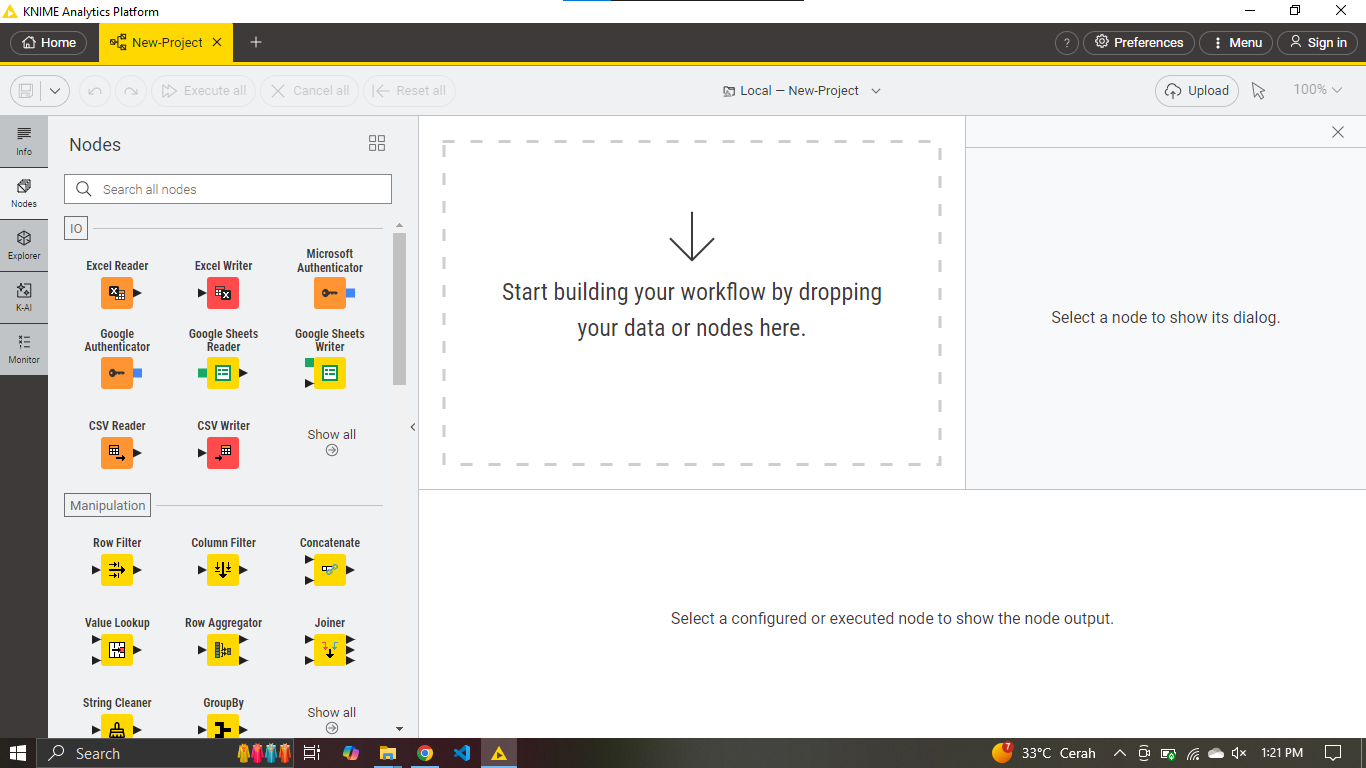 KNIME Analytics Platform
Home
New-Project
?
Preferences
Menu
Sign in
Execute all
Cancel all
Reset all
Local — New-Project
Upload
100%
Info
Nodes
Explorer
K-AI
Monitor
Nodes
Search all nodes
IO
Excel Reader
Excel Writer
Microsoft
Authenticator
Google
Authenticator
Google Sheets
Reader
Google Sheets
Writer
CSV Reader
CSV Writer
Show all
Manipulation
Row Filter
Column Filter
Concatenate
Value Lookup
Row Aggregator
Joiner
String Cleaner
GroupBy
Show all
Start building your workflow by dropping
your data or nodes here.
Select a node to show its dialog.
Select a configured or executed node to show the node output.
Search
7
33°C Cerah
1:21 PM